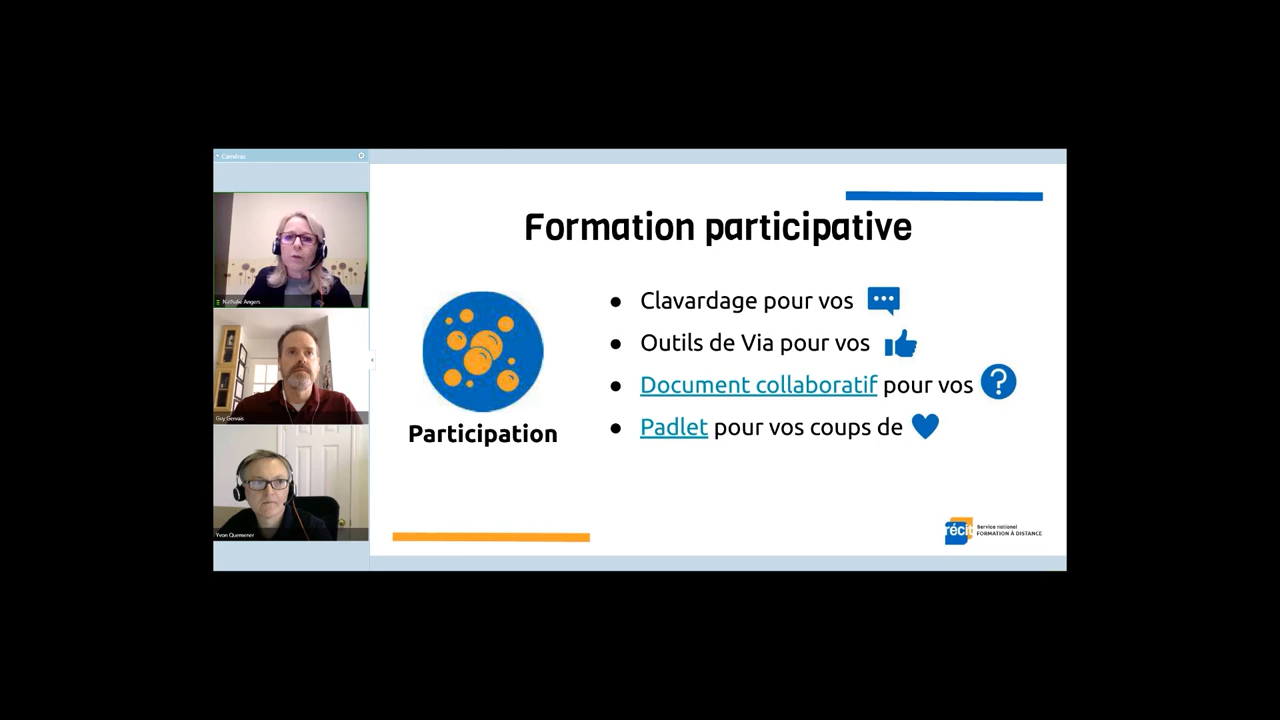 Caméras
Nathalie Angers
Guy Gervais
Yvon Quemener
Formation participative
Participation
● Clavardage pour vos
● Outils de Via pour vos
● Document collaboratif pour vos ?
● Padlet pour vos coups de
récit
Service national
FORMATION À DISTANCE